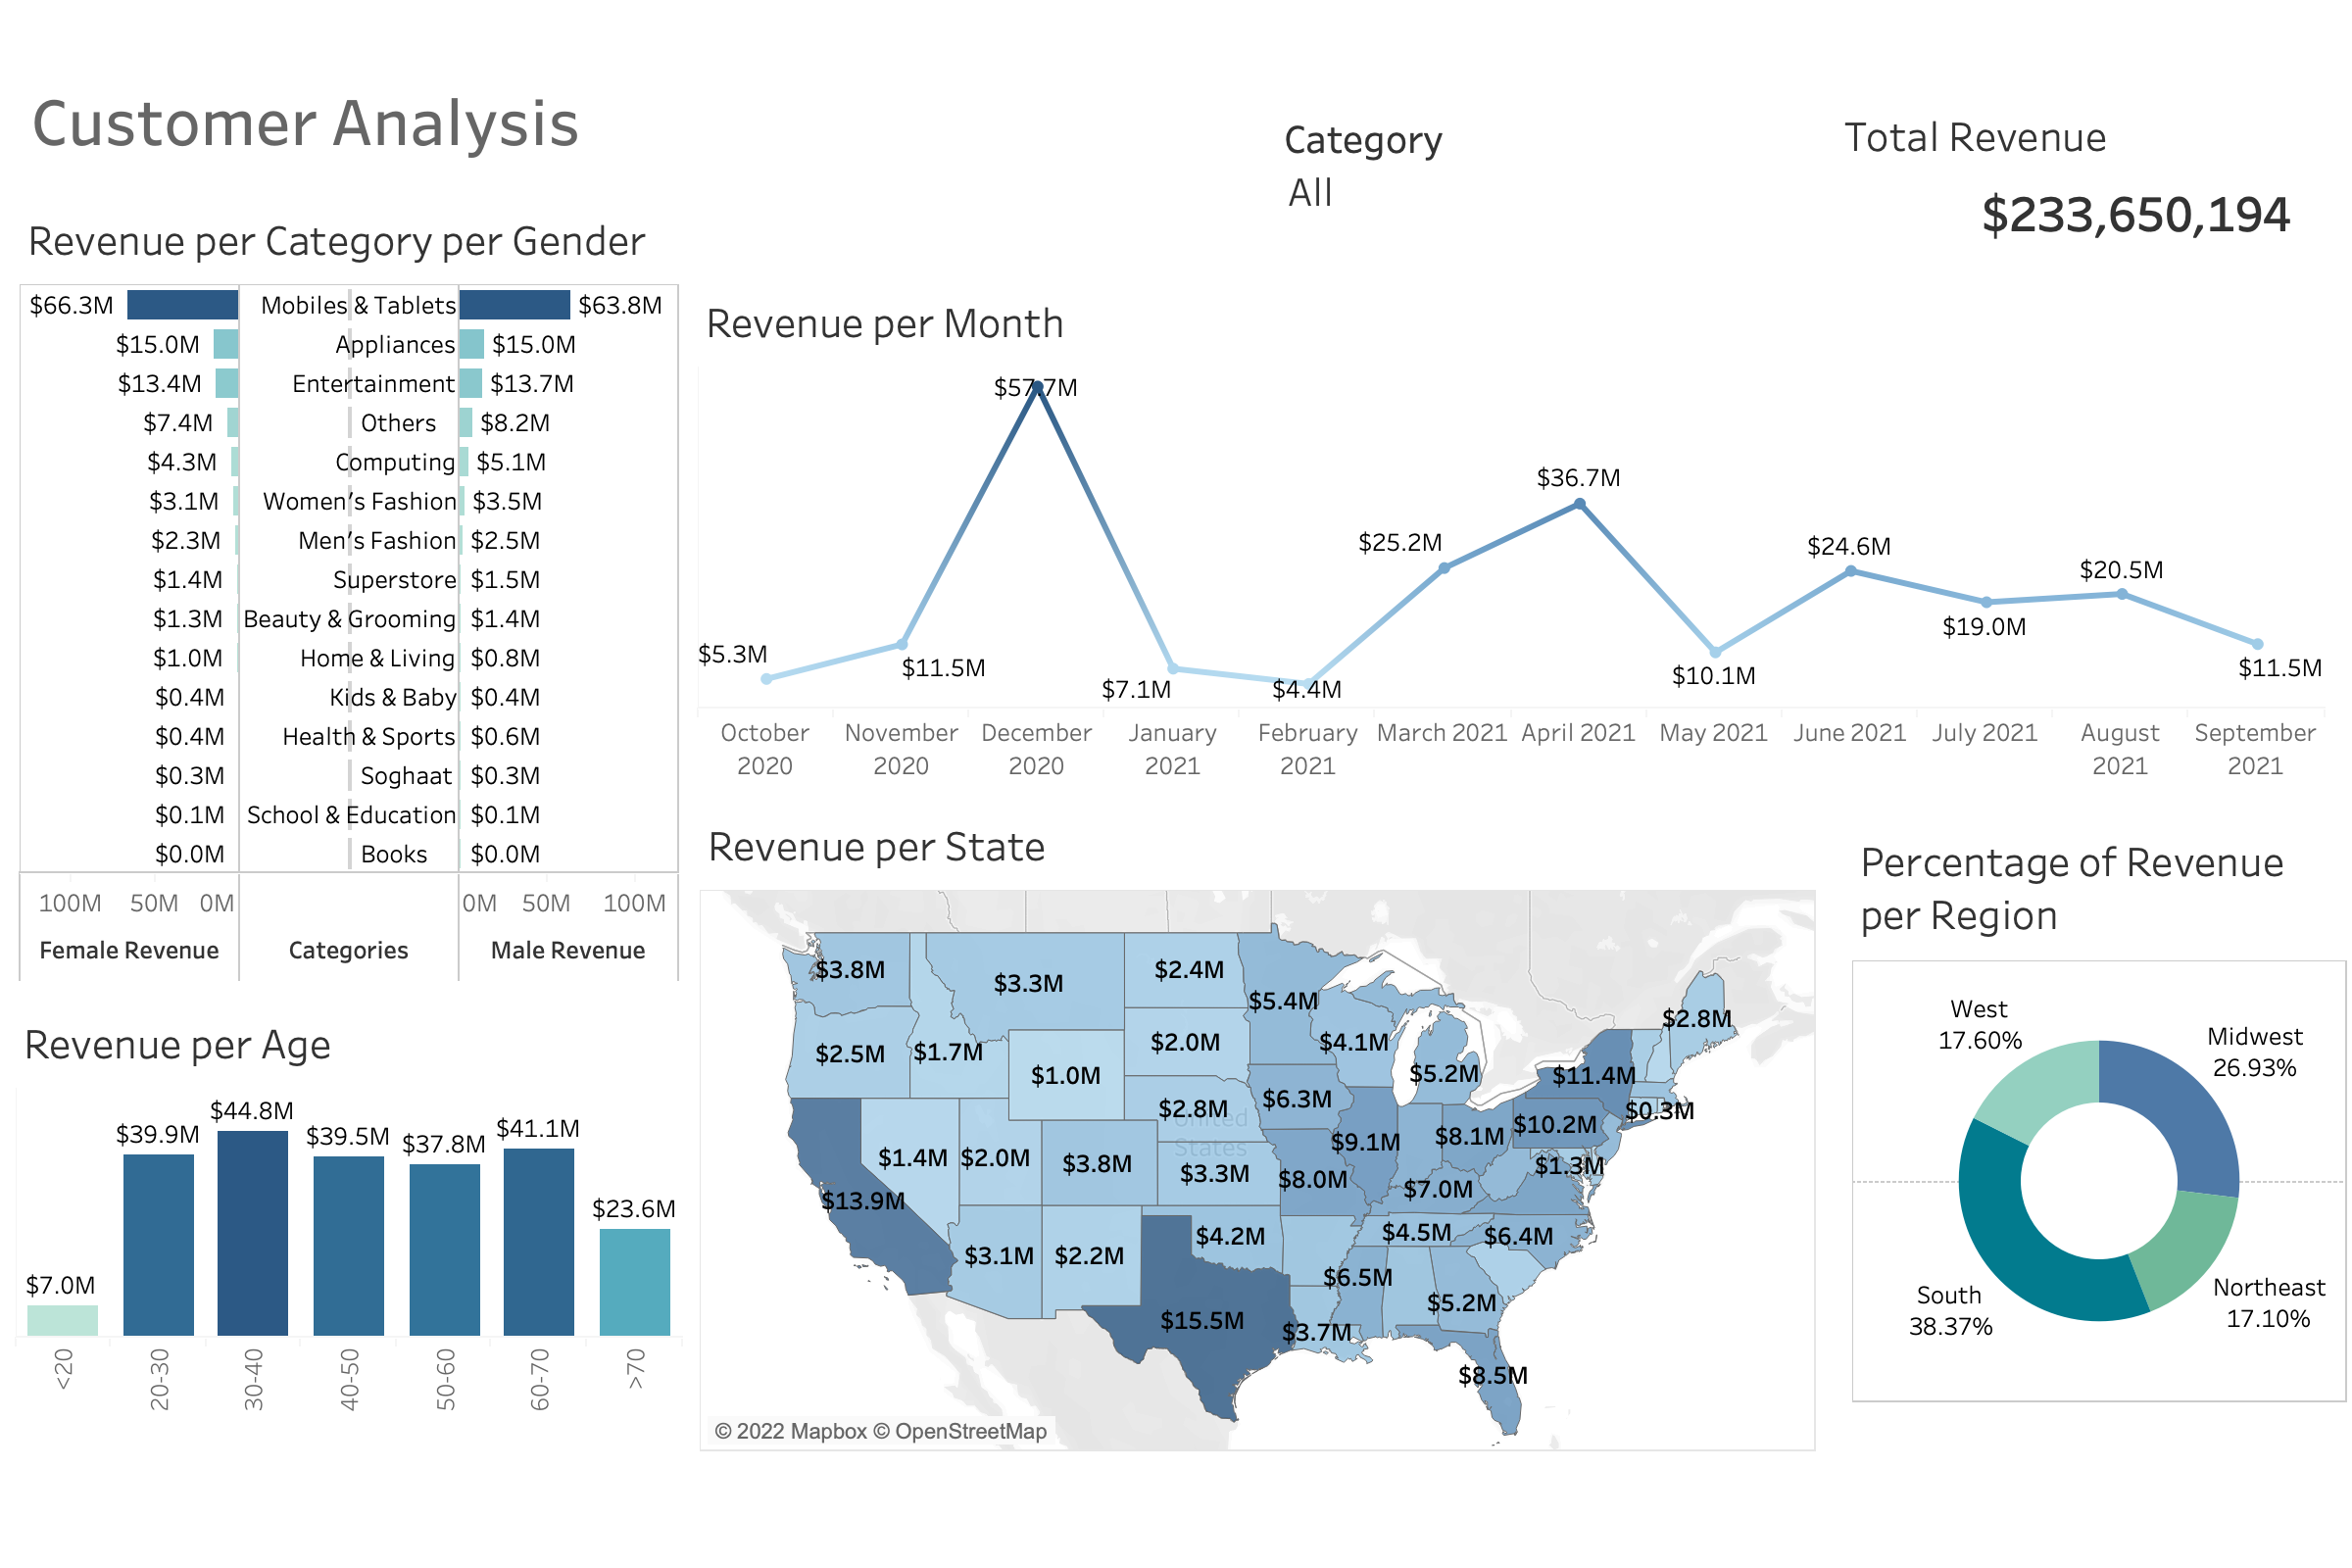 Customer Analysis
Category
All
Total Revenue
$233,650,194
Revenue per Category per Gender
$66.3M Mobiles & Tablets $63.8M
$15.0M Appliances $15.0M
$13.4M Entertainment $13.7M
$7.4M Others $8.2M
$4.3M Computing $5.1M
$3.1M Women's Fashion $3.5M
$2.3M Men's Fashion $2.5M
$1.4M Superstore $1.5M
$1.3M Beauty & Grooming $1.4M
$1.0M Home & Living $0.8M
$0.4M Kids & Baby $0.4M
$0.4M Health & Sports $0.6M
$0.3M Soghaat $0.3M
$0.1M School & Education $0.1M
$0.0M Books $0.0M
100M 50M 0M 0M 50M 100M
Female Revenue Categories Male Revenue
Revenue per Month
$57.7M
$36.7M
$25.2M
$24.6M
$20.5M
$19.0M
$5.3M
$11.5M
$7.1M
$4.4M
$10.1M
$11.5M
October November December January February March 2021 April 2021 May 2021 June 2021 July 2021 August September
2020 2020 2020 2021 2021 2021 2021
Revenue per Age
$44.8M
$39.9M
$39.5M
$37.8M
$41.1M
$23.6M
$7.0M
<20
20-30
30-40
40-50
50-60
60-70
>70
Revenue per State
$3.8M
$3.3M
$2.4M
$5.4M
$2.8M
$2.5M
$1.7M
$1.0M
$2.0M
$4.1M
$5.2M
$11.4M
$2.8M
$6.3M
$0.3M
United
States
$10.2M
$9.1M
$8.1M
$1.4M
$2.0M
$3.8M
$3.3M
$8.0M
$1.3M
$13.9M
$7.0M
$3.1M
$2.2M
$4.2M
$4.5M
$6.4M
$6.5M
$5.2M
$15.5M
$3.7M
$8.5M
© 2022 Mapbox © OpenStreetMap
Percentage of Revenue
per Region
West
17.60%
Midwest
26.93%
South
38.37%
Northeast
17.10%